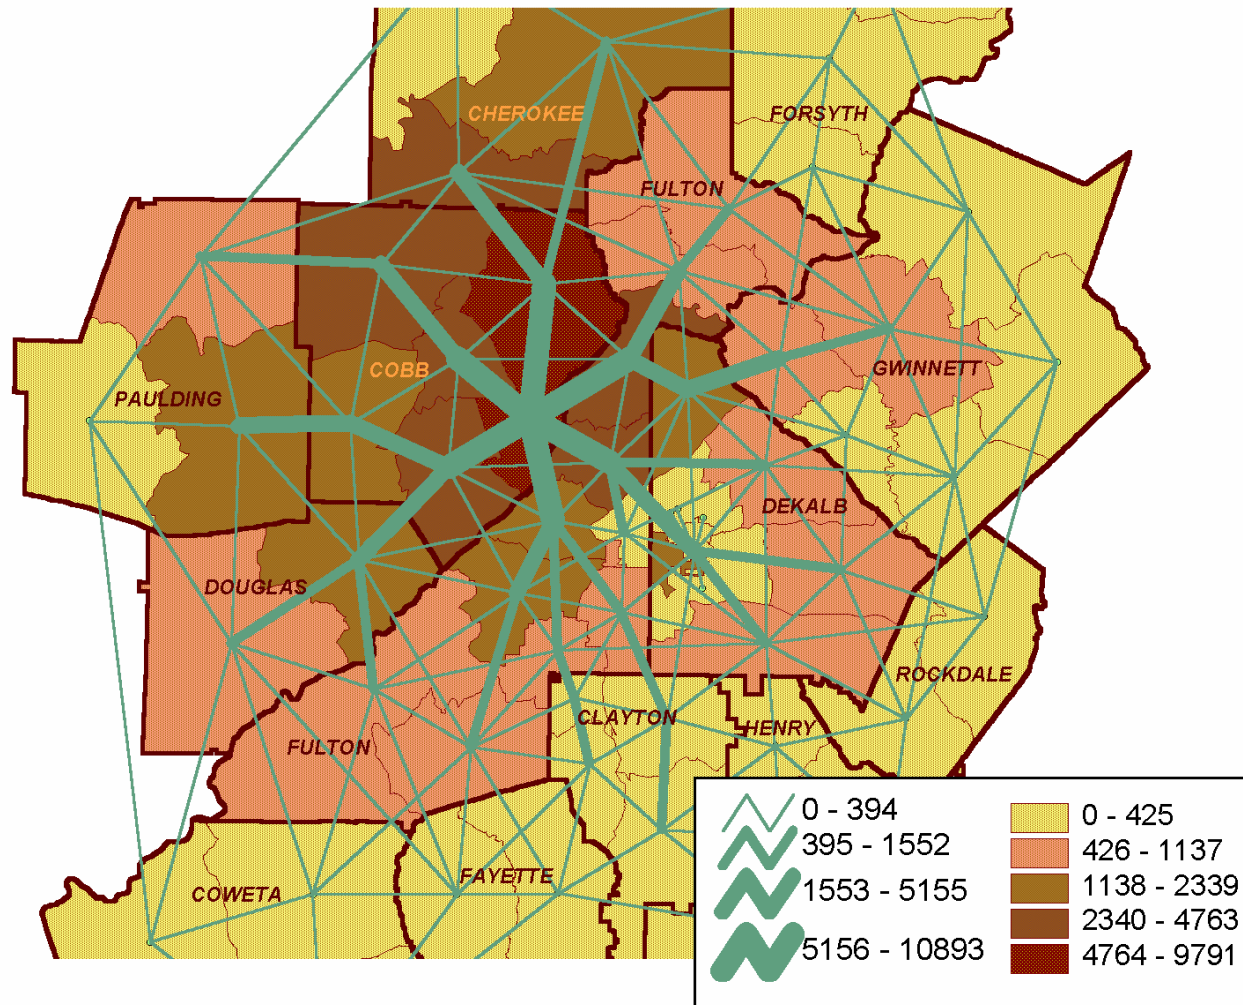 CHEROKEE
FORSYTH
FULTON
COBB
GWINNETT
PAULDING
DEKALB
DOUGLAS
ROCKDALE
CLAYTON
HENRY
FULTON
FAYETTE
COWETA
0 - 394
395 - 1552
1553 - 5155
5156 - 10893
0 - 425
426 - 1137
1138 - 2339
2340 - 4763
4764 - 9791